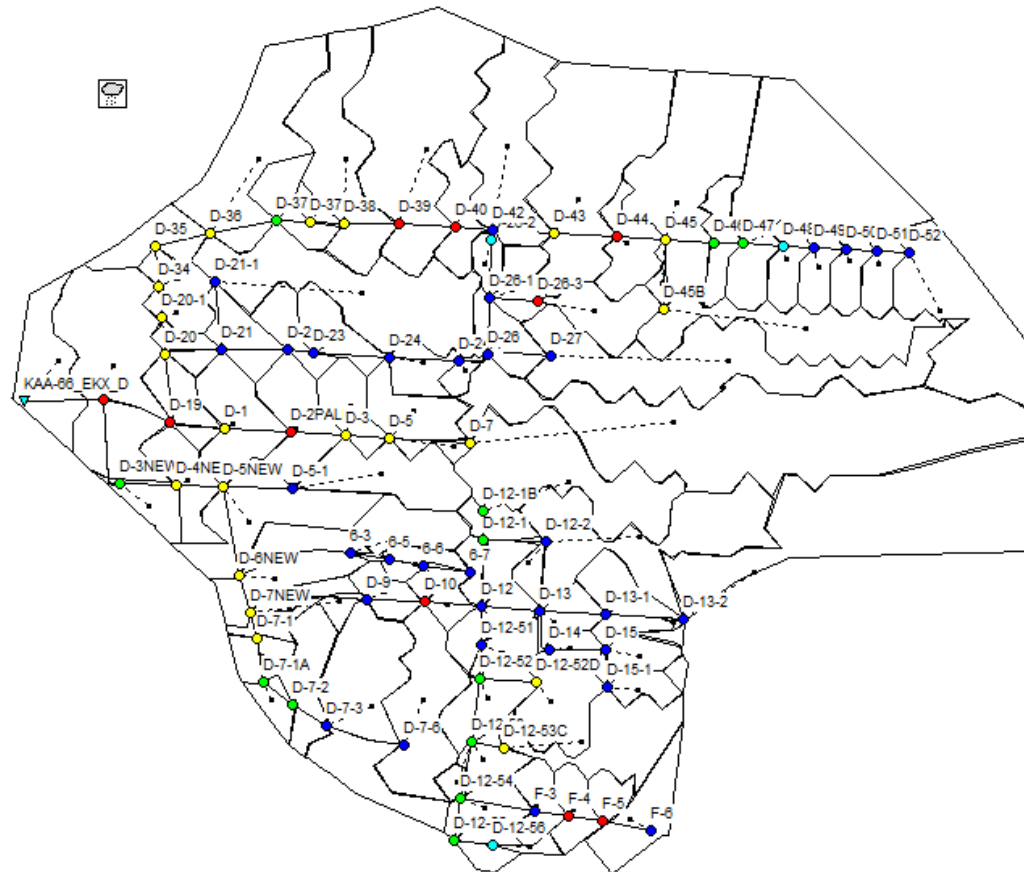 D-37 D-37 D-38 D-39 D-40 D-42 D-43 D-44 D-45 D-47 D-48 D-49 D-51 D-52
D-36
D-35
D-34 D-21-1 D-26-1 D-26-3
D-20-1 D-45B
D-20 D-21 D-23 D-24 D-26 D-27
KAA-66_EKX_D
D-19 D-1 D-2PAL D-3 D-5 D-7
D-3NEW D-4NE D-5NEW D-5-1
D-12-1B
D-12-1 D-12-2
6-3 6-5 6-6 6-7
D-6NEW
D-7NEW D-9 D-10 D-12 D-13 D-13-1 D-13-2
D-7-1 D-12-51 D-14 D-15
D-7-1A D-12-52 D-12-52D D-15-1
D-7-2
D-7-3 D-7-6 D-12-53C
D-12-54 F-3 F-4 F-5 F-6
D-12-56